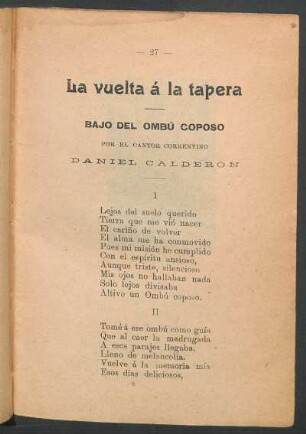 — 27 —
La vuelta á la tapera
BAJO DEL OMBÚ COPOSO
POR EL CANTOR CORRENTINO
DANIEL CALDERÓN
I
Lejos del suelo querido
Tierra que me vió nacer
El cariño de volver
El alma me ha conmovido
Pues mi misión he cumplido
Con el espíritu ansioso,
Aunque triste, silencioso
Mis ojos no hallaban nada
Solo lejos divisaba
Altivo un Ombú coposo.
II
Tomá á ese ombú como guía
Que al caer la madrugada
A esos parajes llegaba.
Lleno de melancolía.
Vuelve á la memoria mía
Esos días deliciosos,